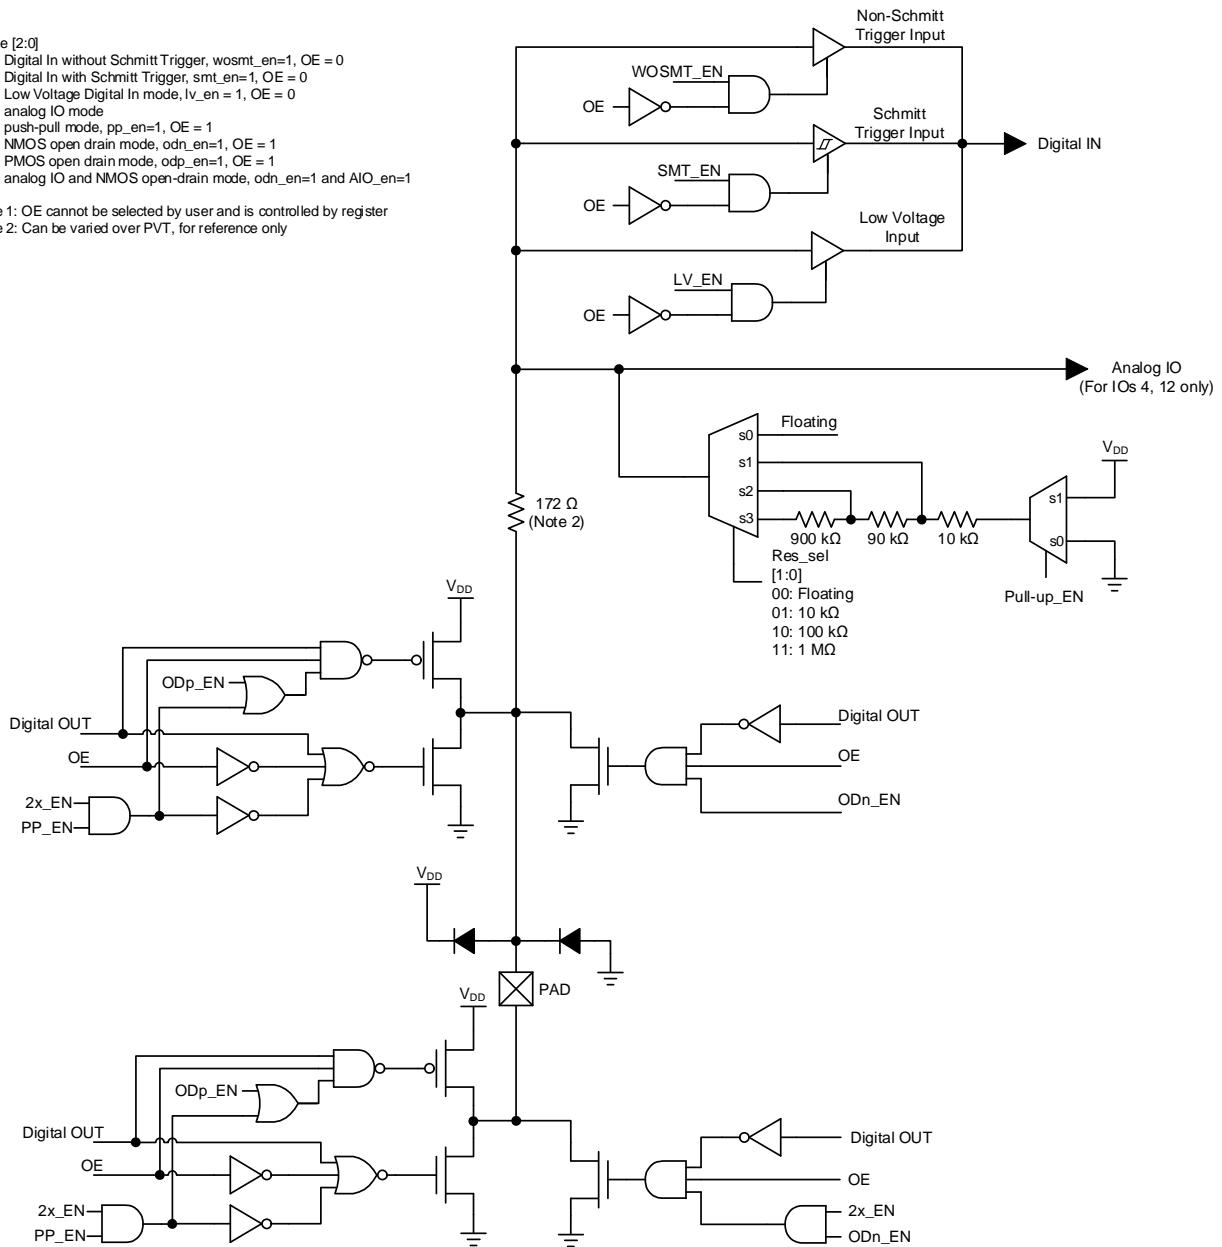 e [2:0]
Digital In without Schmitt Trigger, wosmt_en=1, OE = 0
Digital In with Schmitt Trigger, smt_en=1, OE = 0
Low Voltage Digital In mode, lv_en = 1, OE = 0
analog IO mode
push-pull mode, pp_en=1, OE = 1
NMOS open drain mode, odn_en=1, OE = 1
PMOS open drain mode, odp_en=1, OE = 1
analog IO and NMOS open-drain mode, odn_en=1 and AIO_en=1
e 1: OE cannot be selected by user and is controlled by register
e 2: Can be varied over PVT, for reference only
Non-Schmitt
Trigger Input
WOSMT_EN
OE
Schmitt
Trigger Input
Digital IN
SMT_EN
OE
Low Voltage
Input
LV_EN
OE
Analog IO
(For IOs 4, 12 only)
Floating
s0
s1
s2
s3
VDD
s1
s0
172 Ω
(Note 2)
900 kΩ
90 kΩ
10 kΩ
Res_sel
[1:0]
00: Floating
01: 10 kΩ
10: 100 kΩ
11: 1 MΩ
Pull-up_EN
VDD
ODp_EN
Digital OUT
OE
2x_EN
PP_EN
Digital OUT
OE
ODn_EN
VDD
PAD
VDD
ODp_EN
Digital OUT
OE
2x_EN
PP_EN
Digital OUT
OE
2x_EN
ODn_EN